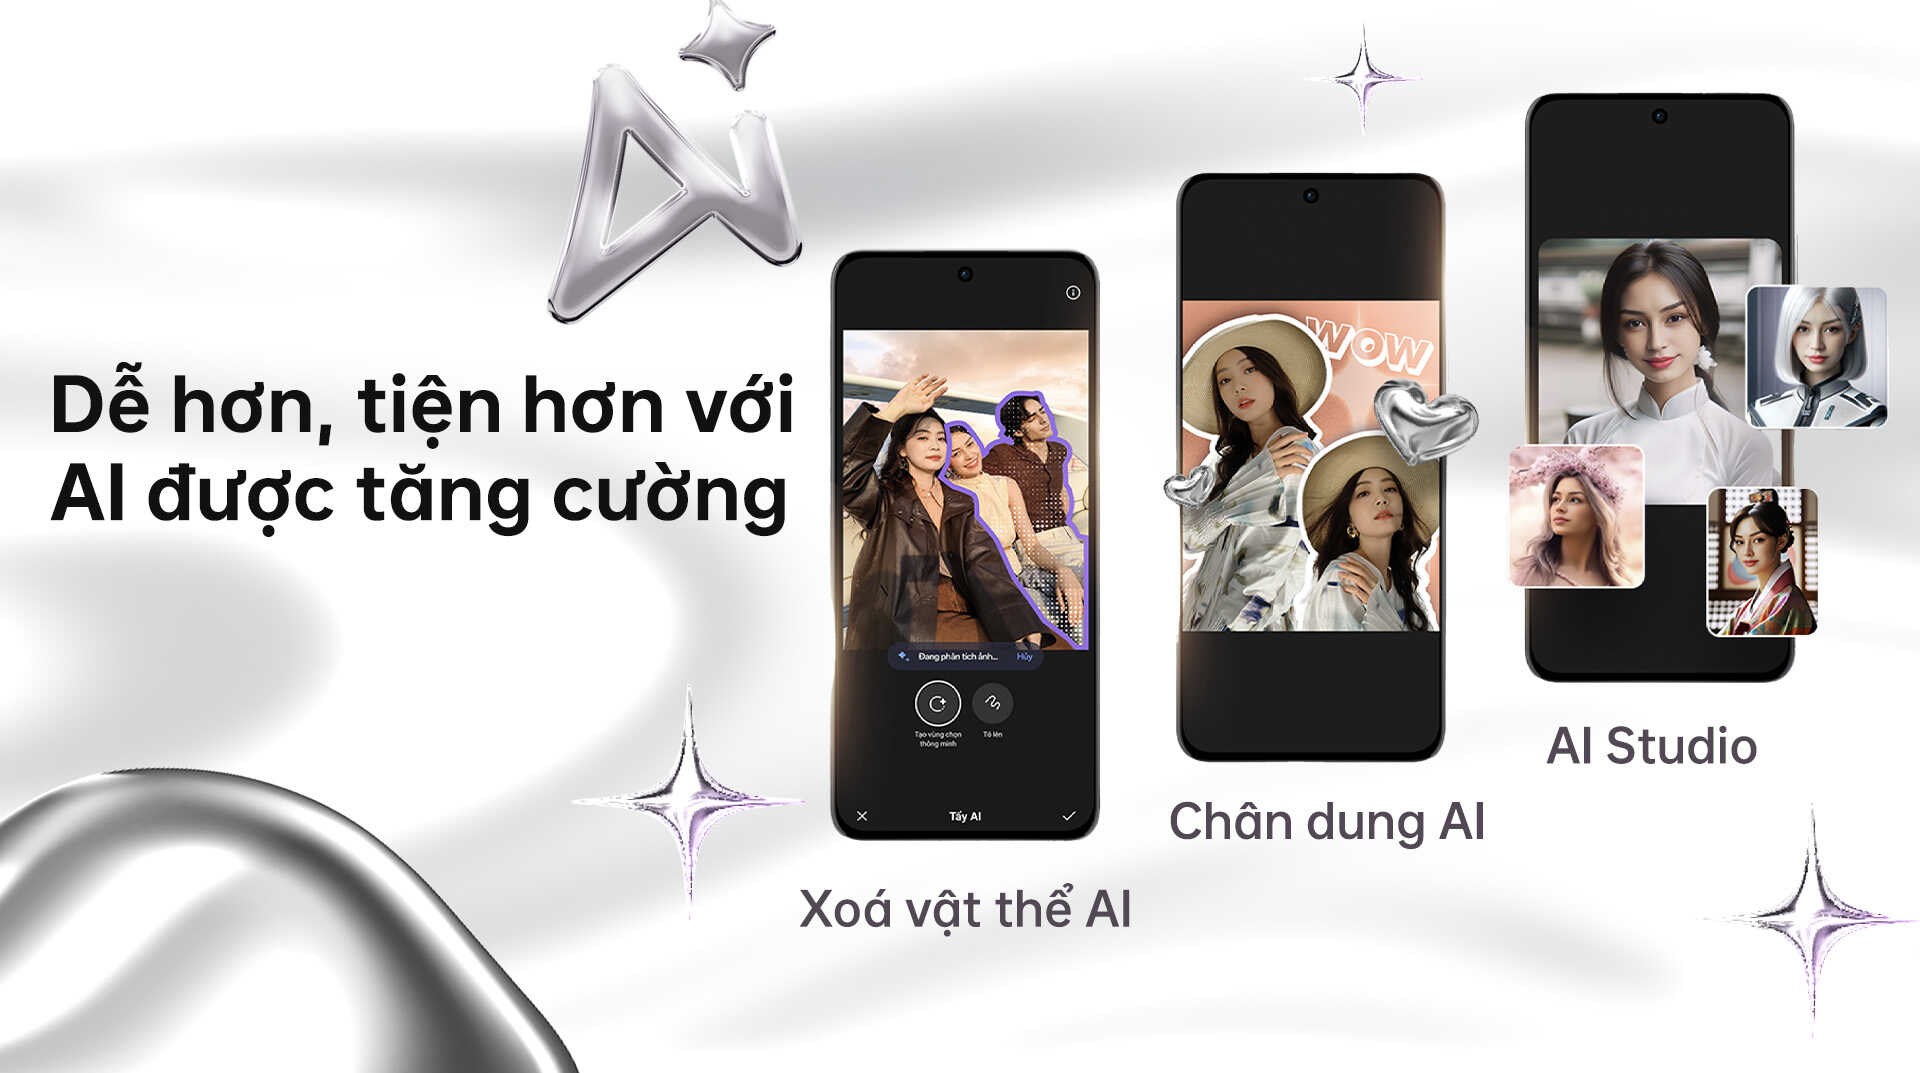 Ai
Dễ hơn, tiện hơn với
AI được tăng cường
Đang phân tích ảnh... Hủy
Tạo vùng chọn
thông minh
Tô lên
Tẩy AI
Xoá vật thể AI
WOW
Chân dung AI
AI Studio